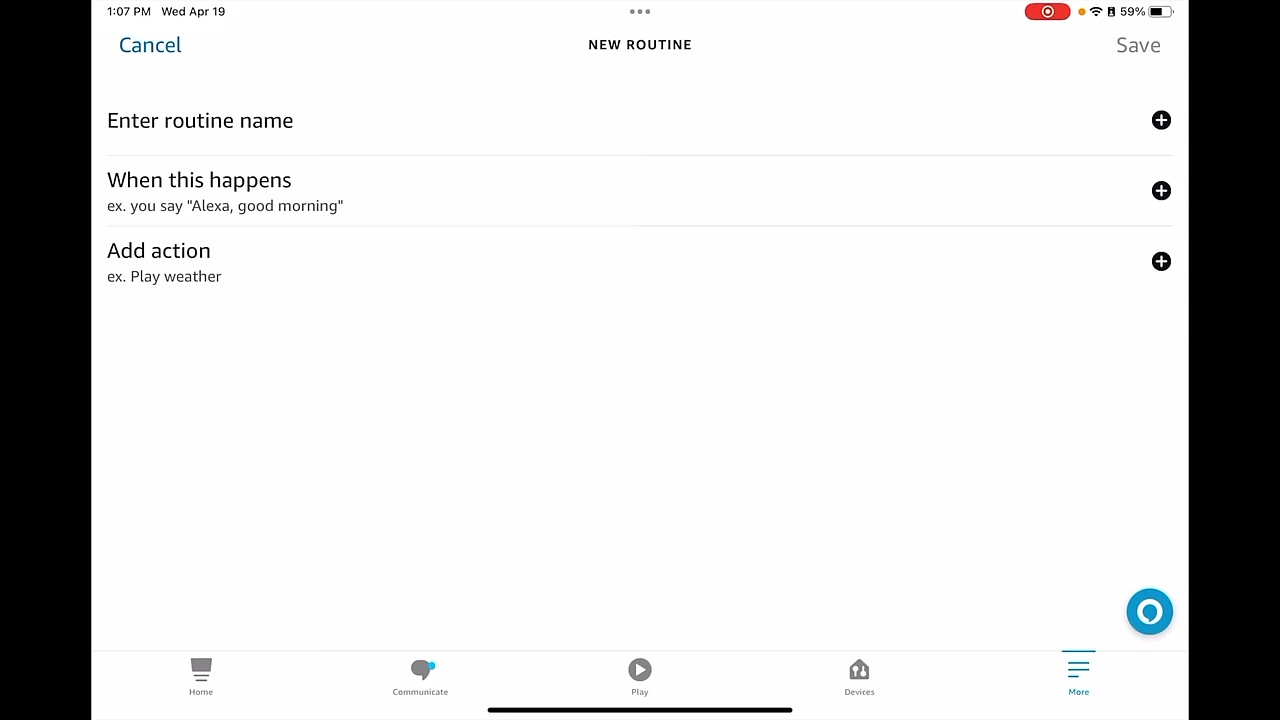 1:07 PM Wed Apr 19
59%
Cancel
NEW ROUTINE
Save
Enter routine name
When this happens
ex. you say "Alexa, good morning"
Add action
ex. Play weather
Home
Communicate
Play
Devices
More